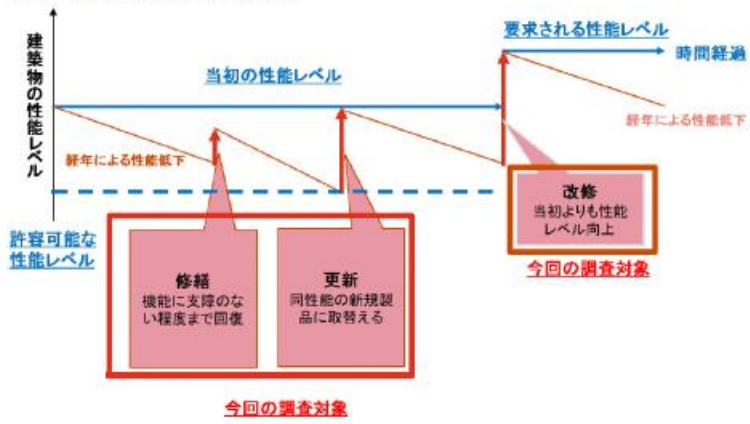 要求される性能レベル
時間経過
建築物の性能レベル
当初の性能レベル
経年による性能低下
経年による性能低下
許容可能な
性能レベル
改修
当初よりも性能
レベル向上
今回の調査対象
修繕
機能に支障のな
い程度まで回復
更新
同性能の新規製
品に取替える
今回の調査対象